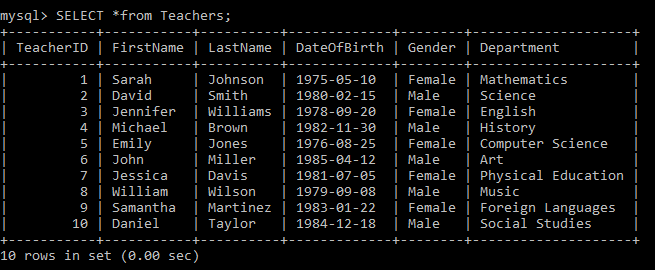 mysql> SELECT *from Teachers;
+-----------+-----------+----------+-------------+--------+--------------------+
| TeacherID | FirstName | LastName | DateOfBirth | Gender | Department         |
+-----------+-----------+----------+-------------+--------+--------------------+
|         1 | Sarah     | Johnson  | 1975-05-10  | Female | Mathematics        |
|         2 | David     | Smith    | 1980-02-15  | Male   | Science            |
|         3 | Jennifer  | Williams | 1978-09-20  | Female | English            |
|         4 | Michael   | Brown    | 1982-11-30  | Male   | History            |
|         5 | Emily     | Jones    | 1976-08-25  | Female | Computer Science   |
|         6 | John      | Miller   | 1985-04-12  | Male   | Art                |
|         7 | Jessica   | Davis    | 1981-07-05  | Female | Physical Education |
|         8 | William   | Wilson   | 1979-09-08  | Male   | Music              |
|         9 | Samantha  | Martinez | 1983-01-22  | Female | Foreign Languages  |
|        10 | Daniel    | Taylor   | 1984-12-18  | Male   | Social Studies     |
+-----------+-----------+----------+-------------+--------+--------------------+
10 rows in set (0.00 sec)